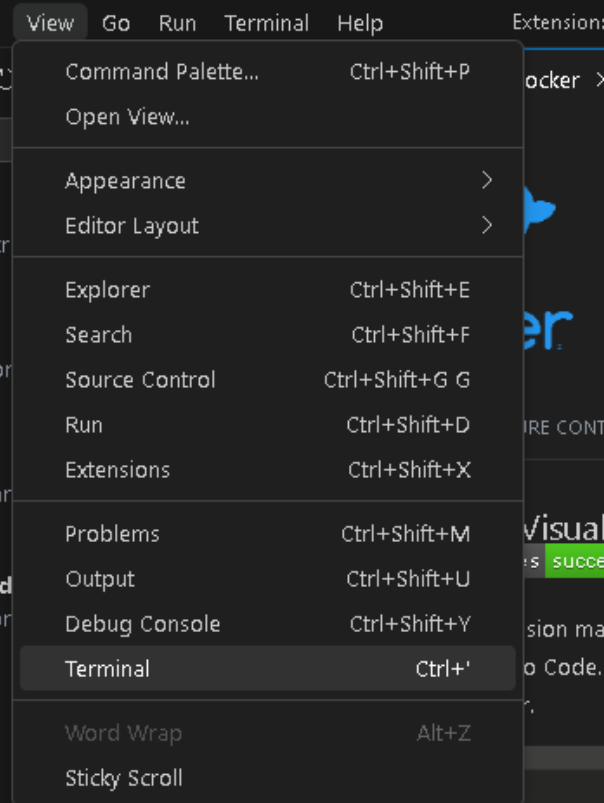 View Go Run Terminal Help
Command Palette... Ctrl+Shift+P
Open View...
Appearance
Editor Layout
Explorer Ctrl+Shift+E
Search Ctrl+Shift+F
Source Control Ctrl+Shift+G G
Run Ctrl+Shift+D
Extensions Ctrl+Shift+X
Problems Ctrl+Shift+M
Output Ctrl+Shift+U
Debug Console Ctrl+Shift+Y
Terminal Ctrl+'
Word Wrap Alt+Z
Sticky Scroll
Extensions
ocker
er
URE CONT
Visual
es succe
sion ma
o Code.
r.